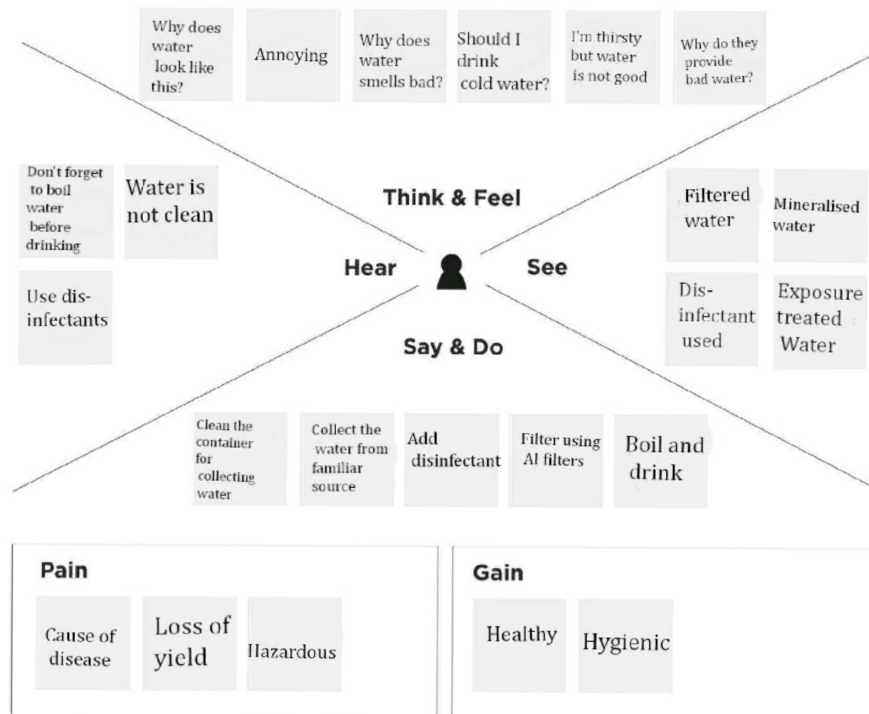 Why does
water
look like
this?
Annoying
Why does
water
smells bad?
Should I
drink
cold water?
I'm thirsty
but water
is not good
Why do they
provide
bad water?
Think & Feel
Don't forget
to boil
water
before
drinking
Water is
not clean
Use dis-
infectants
Hear
See
Filtered
water
Mineralised
water
Dis-
infectant
used
Exposure
treated
Water
Say & Do
Clean the
container
for
collecting
water
Collect the
water from
familiar
source
Add
disinfectant
Filter using
AI filters
Boil and
drink
Pain
Cause of
disease
Loss of
yield
Hazardous
Gain
Healthy
Hygienic